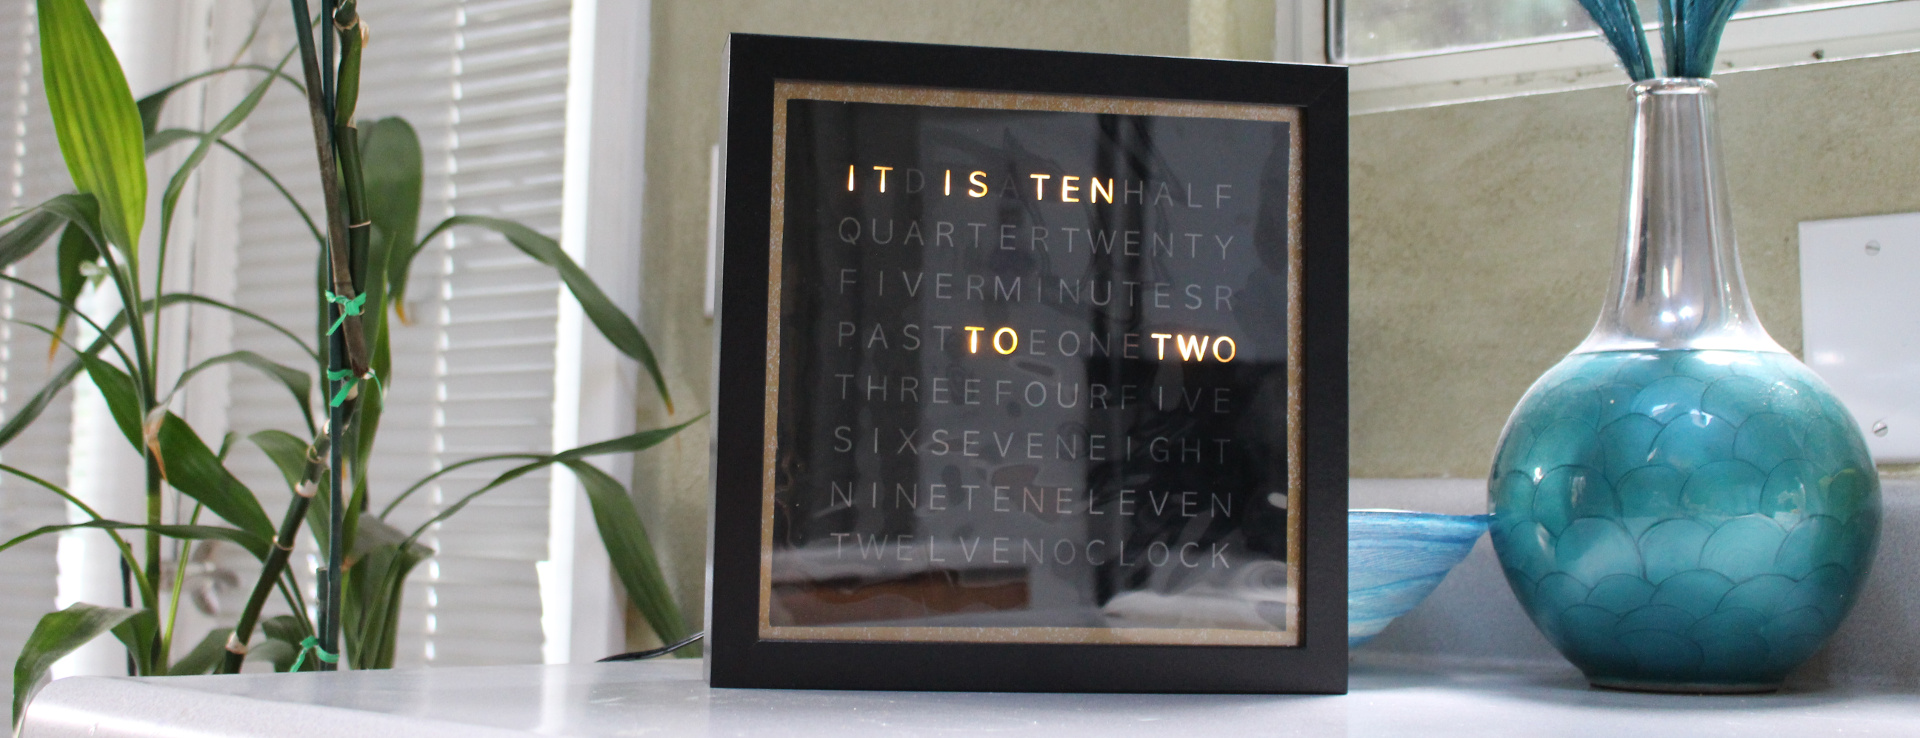 ITDISATENHALF
QUARTERTWENTY
FIVERMINUTESR
PASTTOEONETWO
THREEFOURFIVE
SIXSEVENEIGHT
NINETENELEVEN
TWELVENOCLOCK